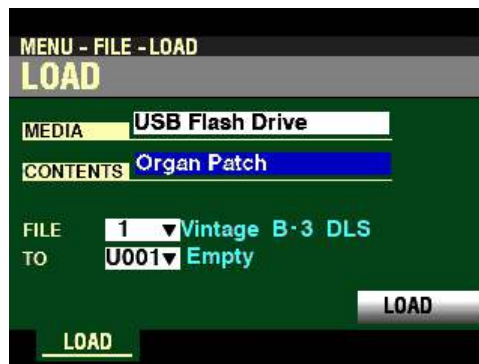 MENU - FILE - LOAD
LOAD
MEDIA USB Flash Drive
CONTENTS Organ Patch
FILE 1 ▼ Vintage B·3 DLS
TO U001▼ Empty
LOAD
LOAD